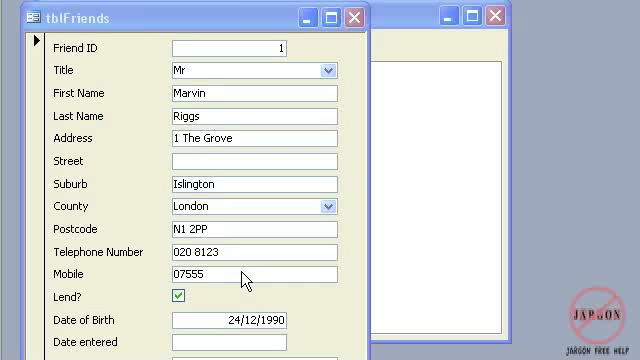 tblFriends
Friend ID 1
Title Mr
First Name Marvin
Last Name Riggs
Address 1 The Grove
Street
Suburb Islington
County London
Postcode N1 2PP
Telephone Number 020 8123
Mobile 07555
Lend?
Date of Birth 24/12/1990
Date entered
JARGON
JARGON FREE HELP